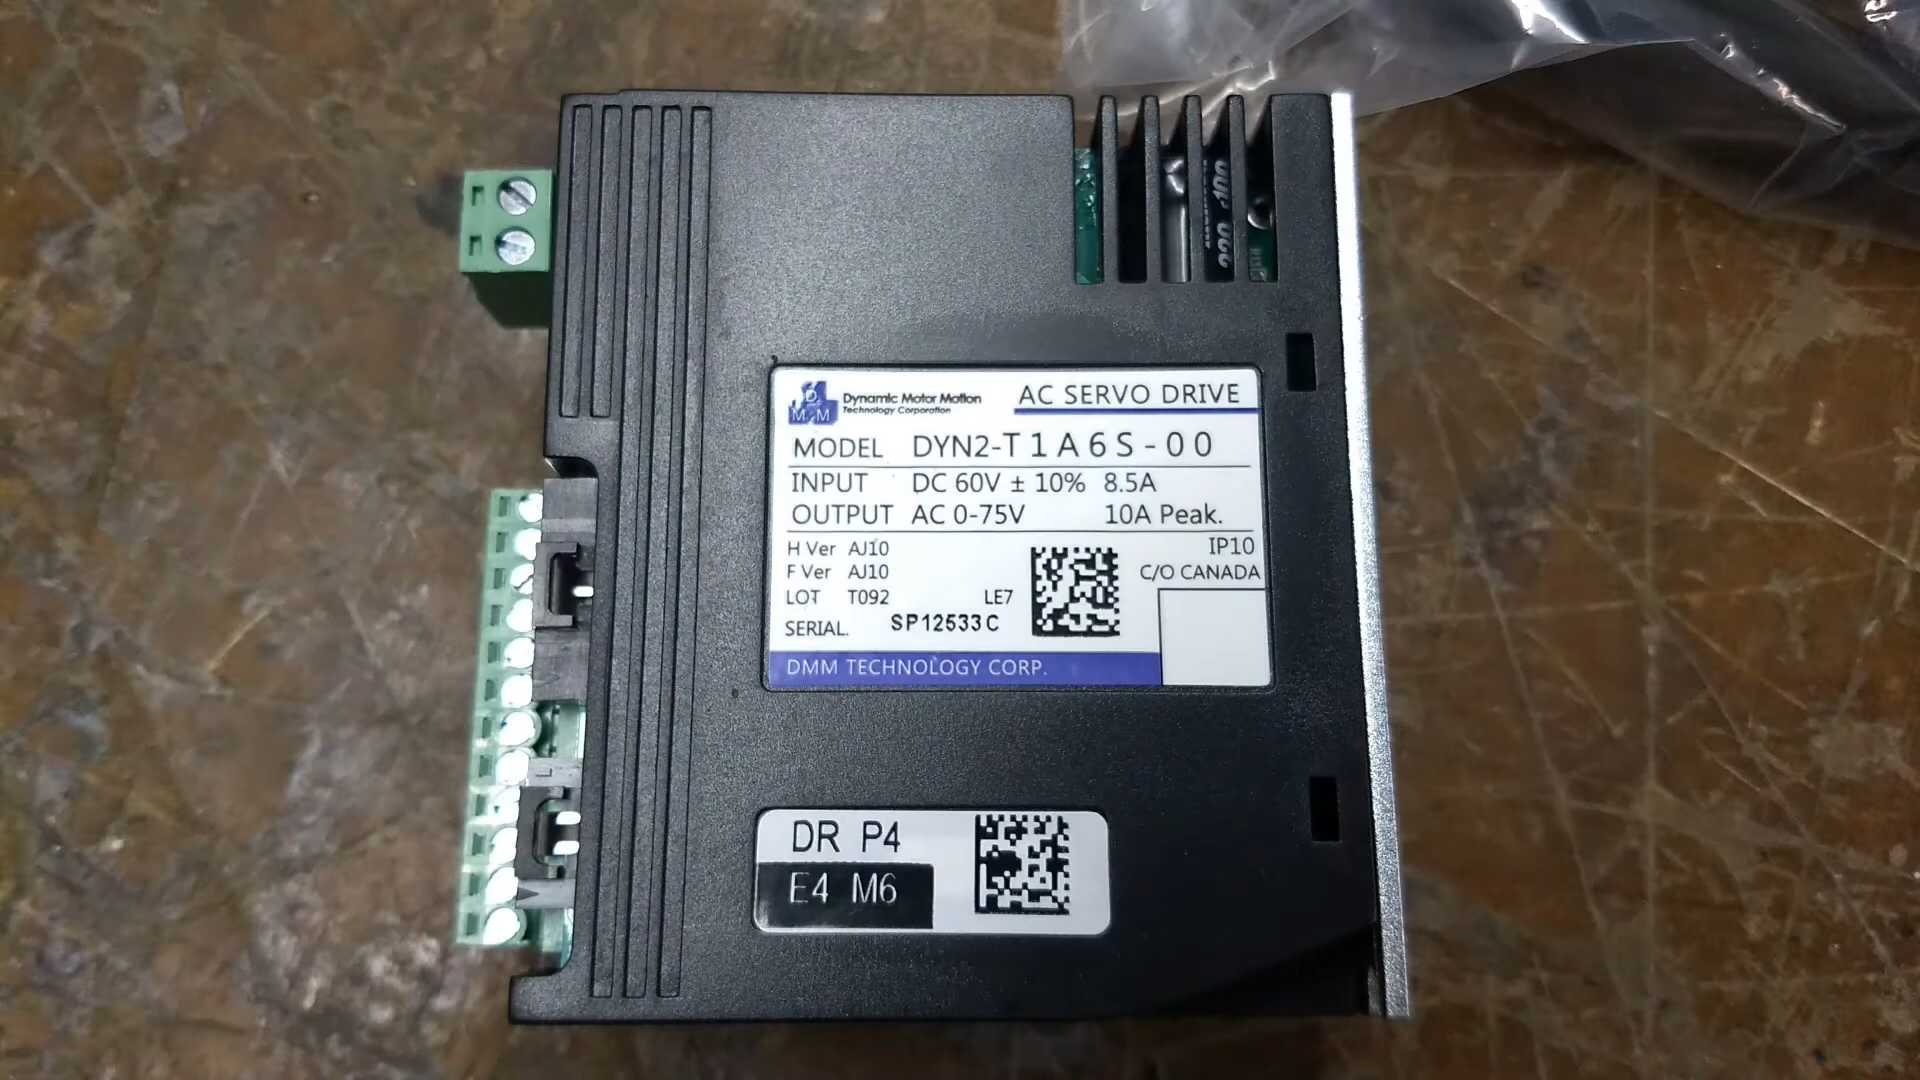 Dynamic Motor Motion
Technology Corporation
DMM
AC SERVO DRIVE
MODEL DYN2-T1A6S-00
INPUT DC 60V ± 10% 8.5A
OUTPUT AC 0-75V 10A Peak.
H Ver AJ10 IP10
F Ver AJ10 C/O CANADA
LOT T092 LE7
SERIAL. SP12533C
DMM TECHNOLOGY CORP.
DR P4
E4 M6